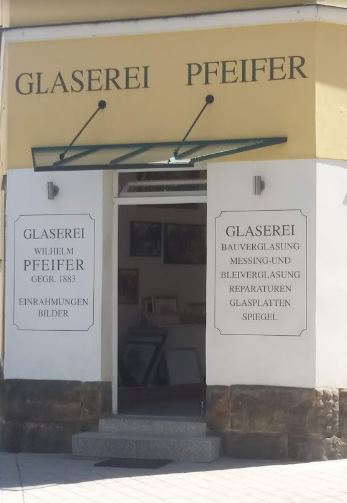 GLASEREI PFEIFER
GLASEREI
WILHELM
PFEIFER
GEGR. 1883
EINRAHMUNGEN
BILDER
GLASEREI
BAUVERGLASUNG
MESSING-UND
BLEIVERGLASUNG
REPARATUREN
GLASPLATTEN
SPIEGEL